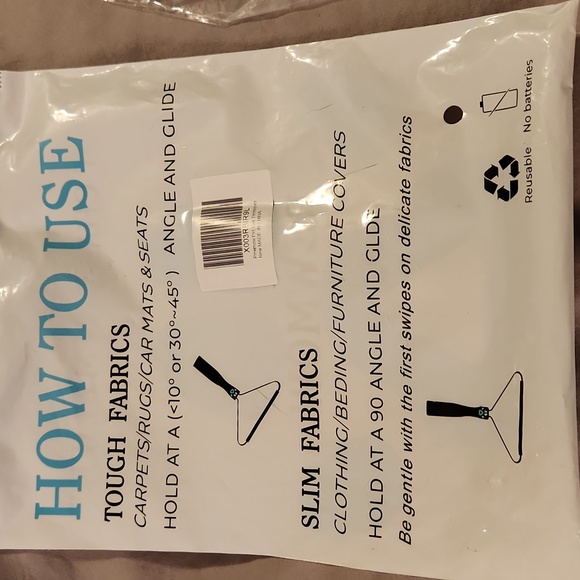 HOW TO USE
TOUGH FABRICS
CARPETS/RUGS/CAR MATS & SEATS
HOLD AT A (<10° or 30°~45°) ANGLE AND GLIDE
SLIM FABRICS
CLOTHING/BEDING/FURNITURE COVERS
HOLD AT A 90 ANGLE AND GLDE
Be gentle with the first swipes on delicate fabrics
Reusable No batteries